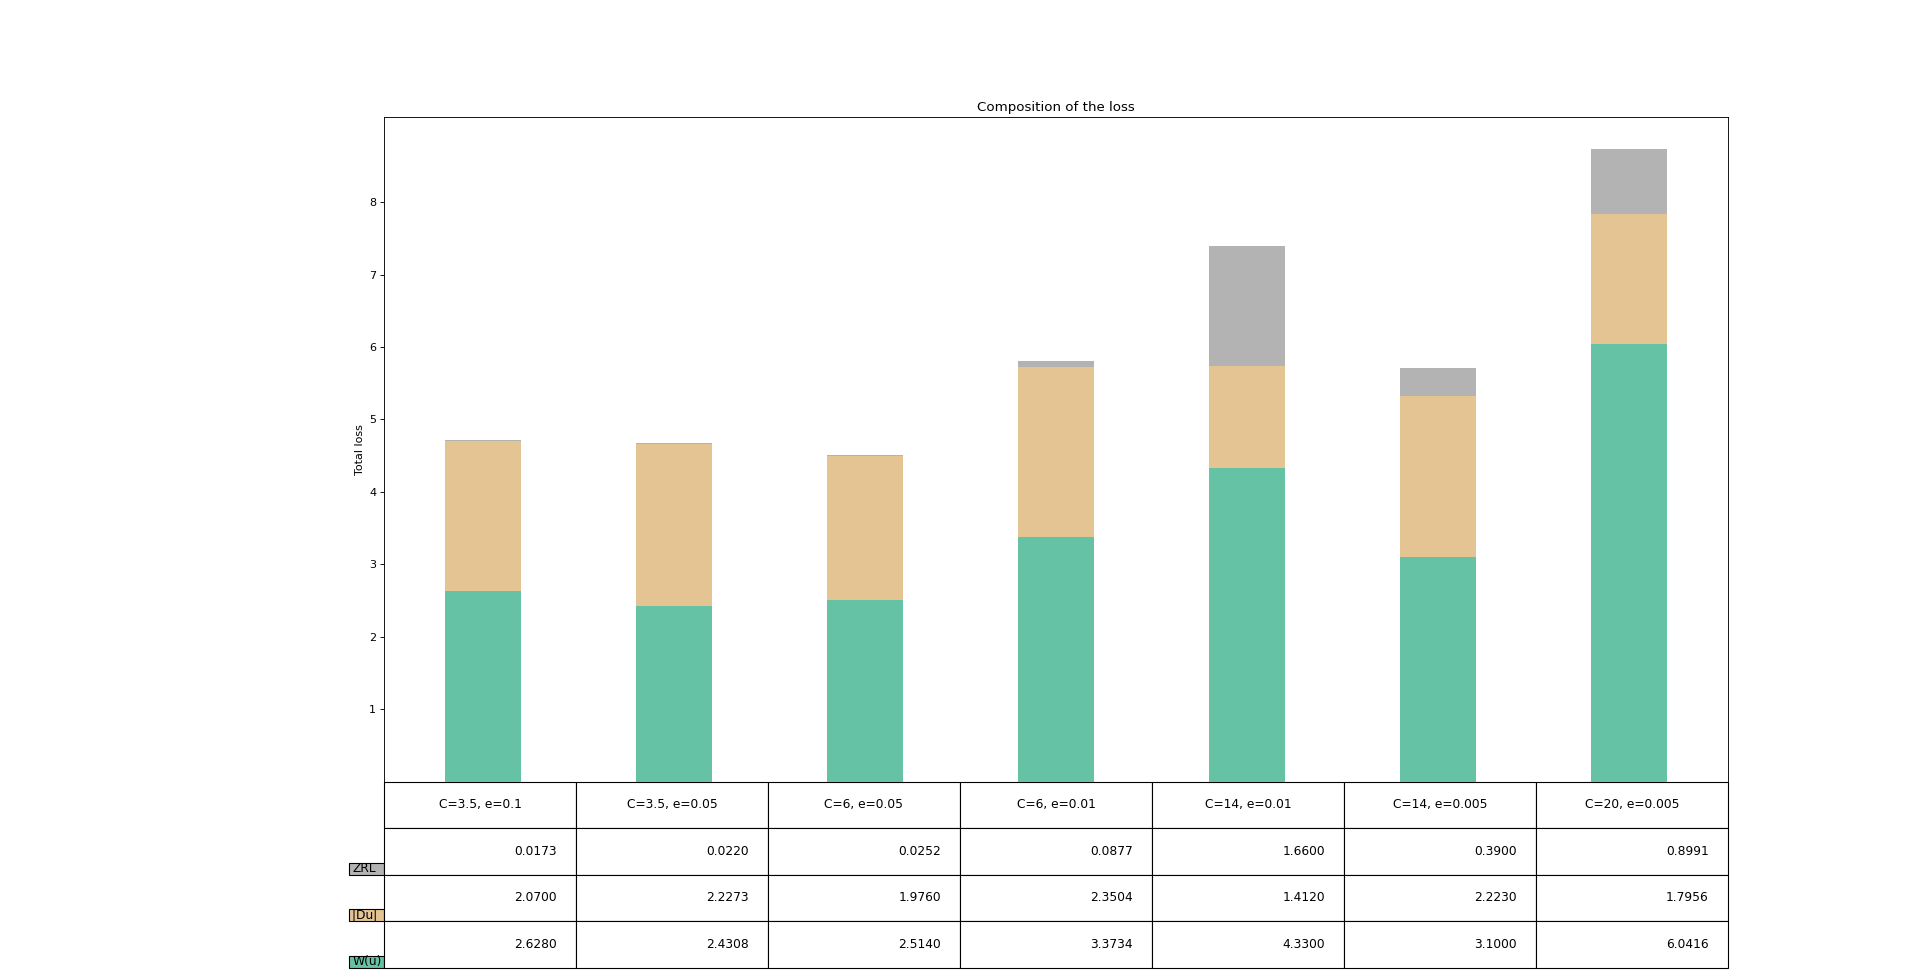 Composition of the loss
8
7
6
5
4
3
2
1
Total loss
C=3.5, e=0.1 C=3.5, e=0.05 C=6, e=0.05 C=6, e=0.01 C=14, e=0.01 C=14, e=0.005 C=20, e=0.005
ZRL 0.0173 0.0220 0.0252 0.0877 1.6600 0.3900 0.8991
|Du| 2.0700 2.2273 1.9760 2.3504 1.4120 2.2230 1.7956
W(u) 2.6280 2.4308 2.5140 3.3734 4.3300 3.1000 6.0416